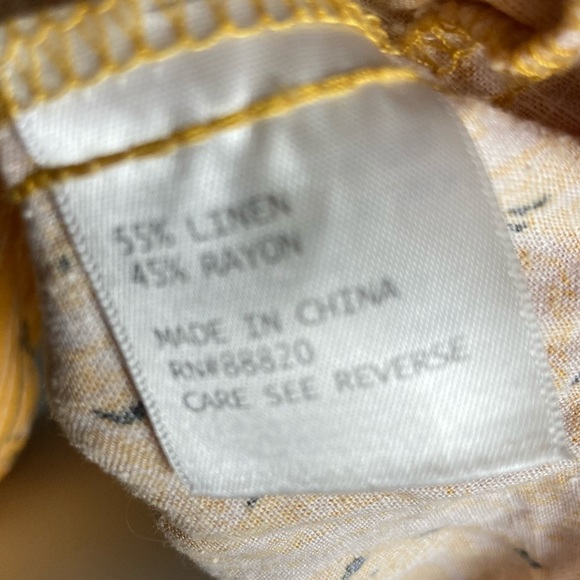 55% LINEN
45% RAYON
MADE IN CHINA
RN#88820
CARE SEE REVERSE